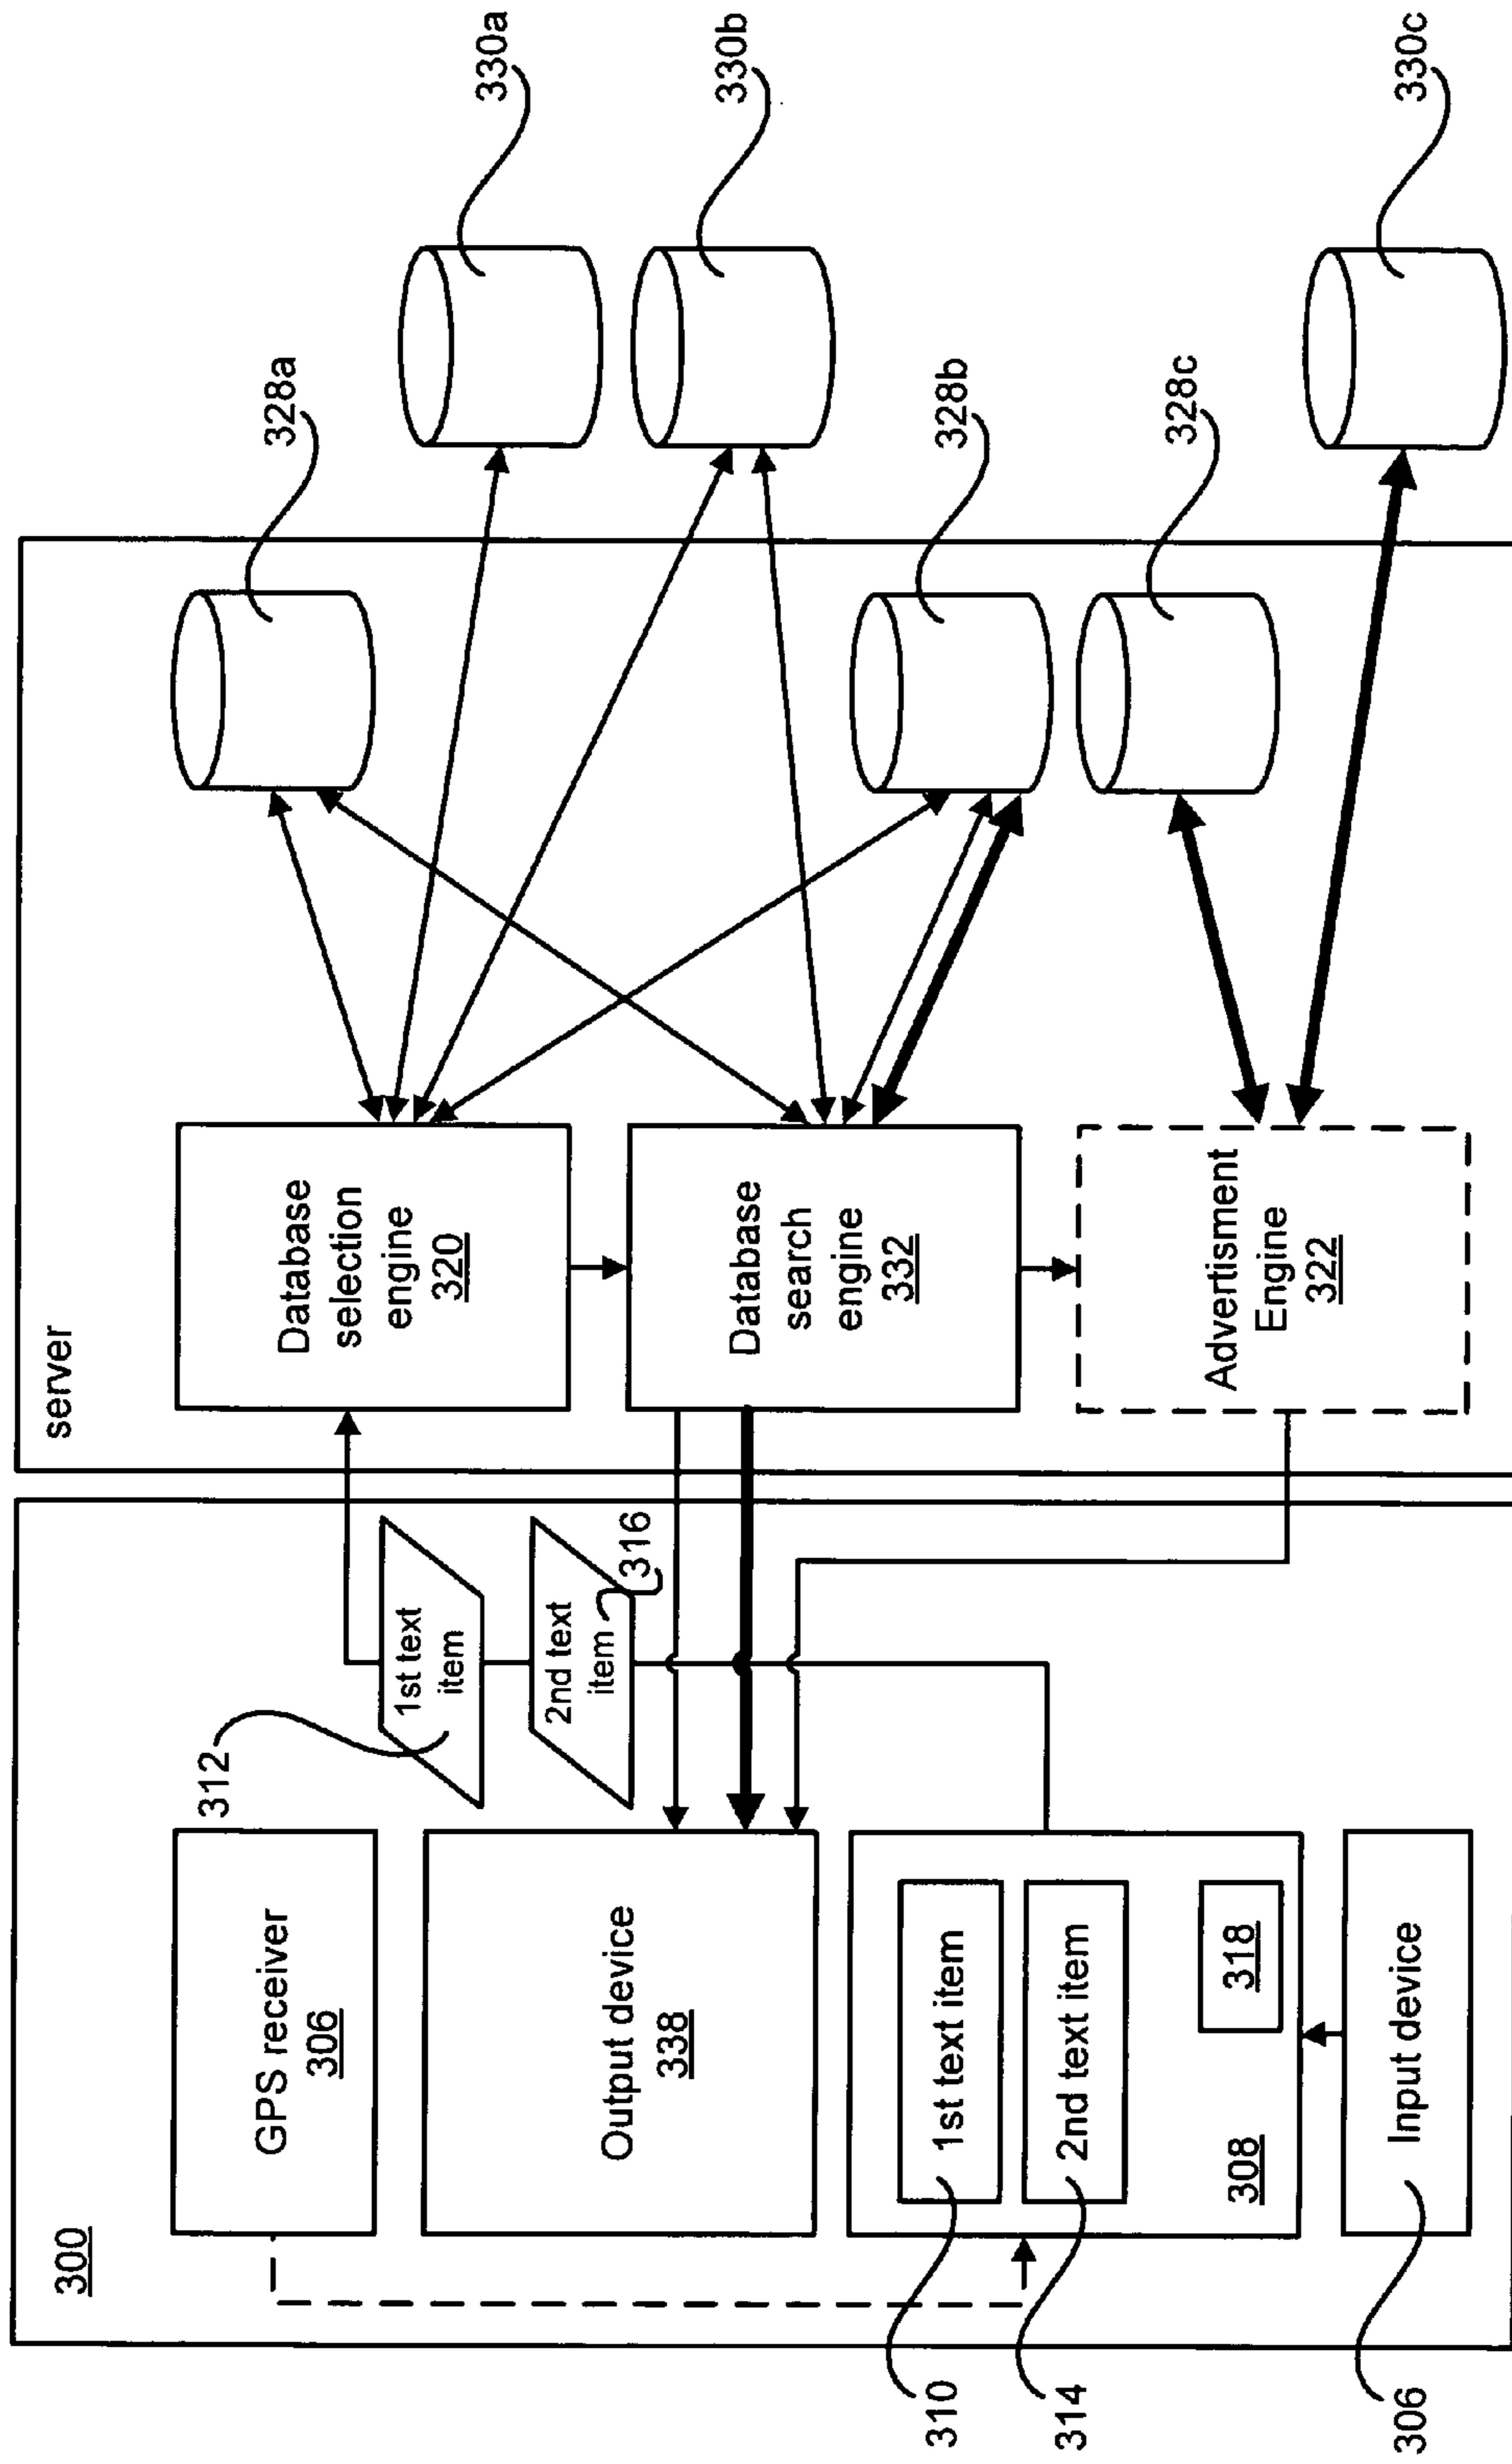 300
GPS receiver
306
Output device
338
1st text item
2nd text item
318
308
Input device
310
314
306
312
1st text
item
2nd text
item
316
server
Database
selection
engine
320
Database
search
engine
332
Advertisment
Engine
322
328a
328b
328c
330a
330b
330c